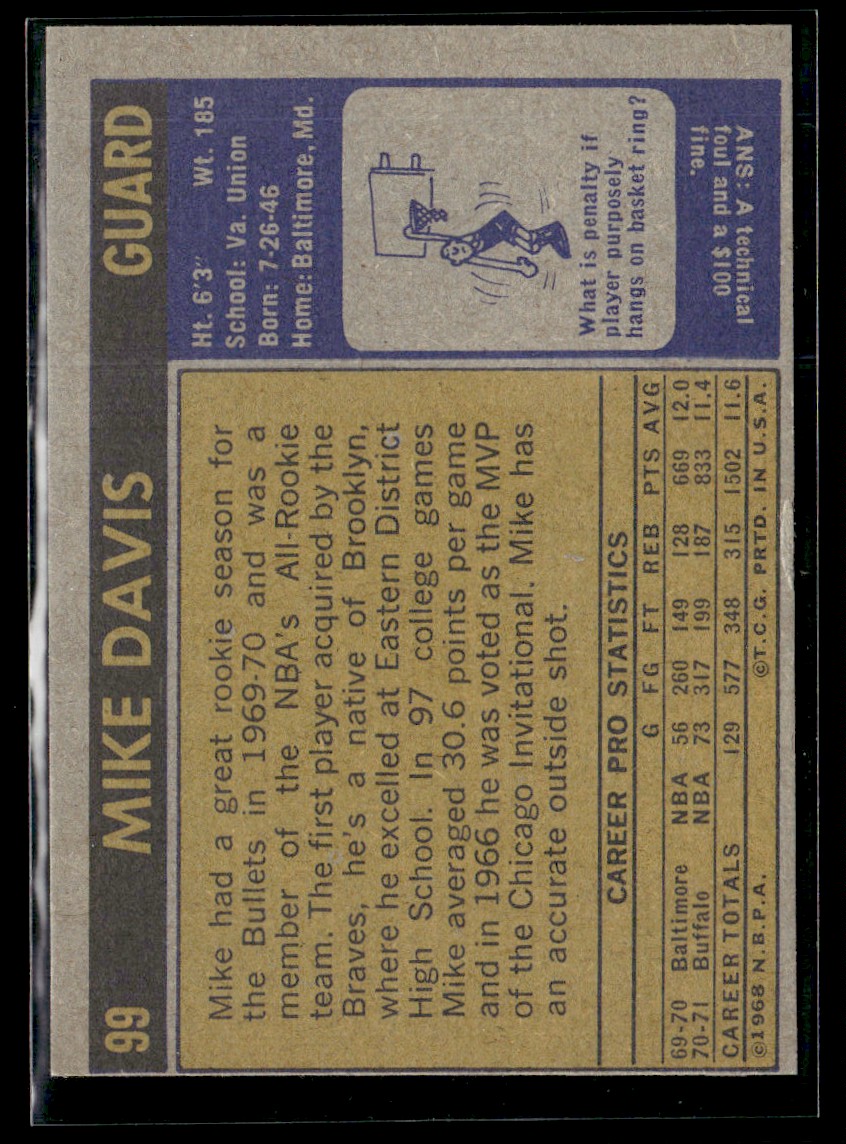 99 MIKE DAVIS GUARD
Mike had a great rookie season for
the Bullets in 1969-70 and was a
member of the NBA's All-Rookie
team. The first player acquired by the
Braves, he's a native of Brooklyn,
where he excelled at Eastern District
High School. In 97 college games
Mike averaged 30.6 points per game
and in 1966 he was voted as the MVP
of the Chicago Invitational. Mike has
an accurate outside shot.
CAREER PRO STATISTICS
G FG FT REB PTS AVG
69-70 Baltimore NBA 56 260 149 128 669 12.0
70-71 Buffalo NBA 73 317 199 187 833 11.4
CAREER TOTALS 129 577 348 315 1502 11.6
©1968 N.B.P.A. ©T.C.G. PRTD. IN U.S.A.
Ht. 6'3" Wt. 185
School: Va. Union
Born: 7-26-46
Home: Baltimore, Md.
What is penalty if
player purposely
hangs on basket ring?
ANS: A technical
foul and a $100
fine.